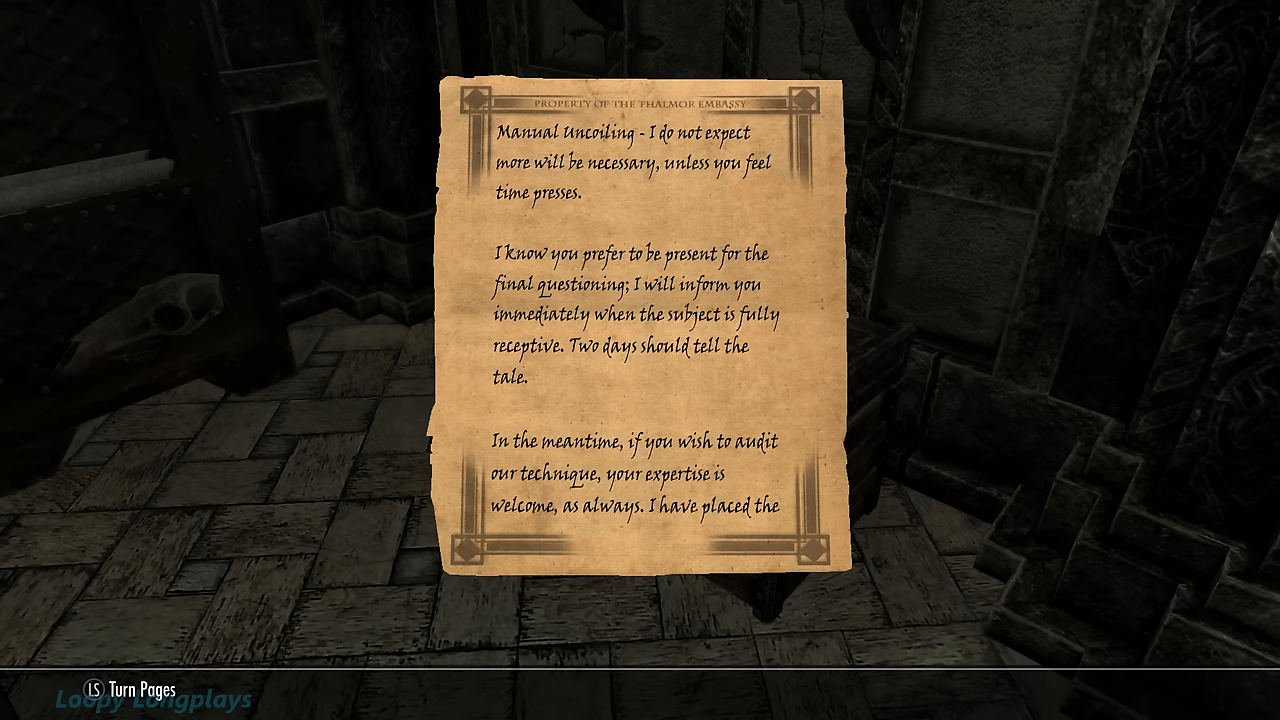 PROPERTY OF THE THALMOR EMBASSY
Manual Uncoiling - I do not expect
more will be necessary, unless you feel
time presses.
I know you prefer to be present for the
final questioning; I will inform you
immediately when the subject is fully
receptive. Two days should tell the
tale.
In the meantime, if you wish to audit
our technique, your expertise is
welcome, as always. I have placed the
LS Turn Pages
Loopy Longplays